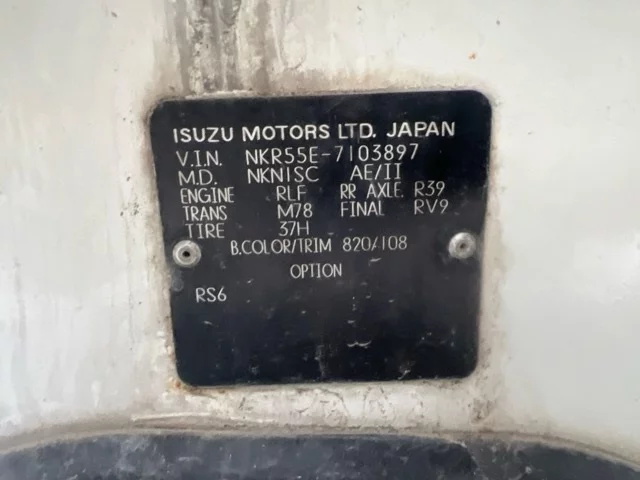 ISUZU MOTORS LTD. JAPAN
V.I.N. NKR55E-7103897
M.D. NKN1SC AE/II
ENGINE RLF RR AXLE. R39
TRANS M78 FINAL RV9
TIRE 37H
B.COLOR/TRIM 820/108
OPTION
RS6